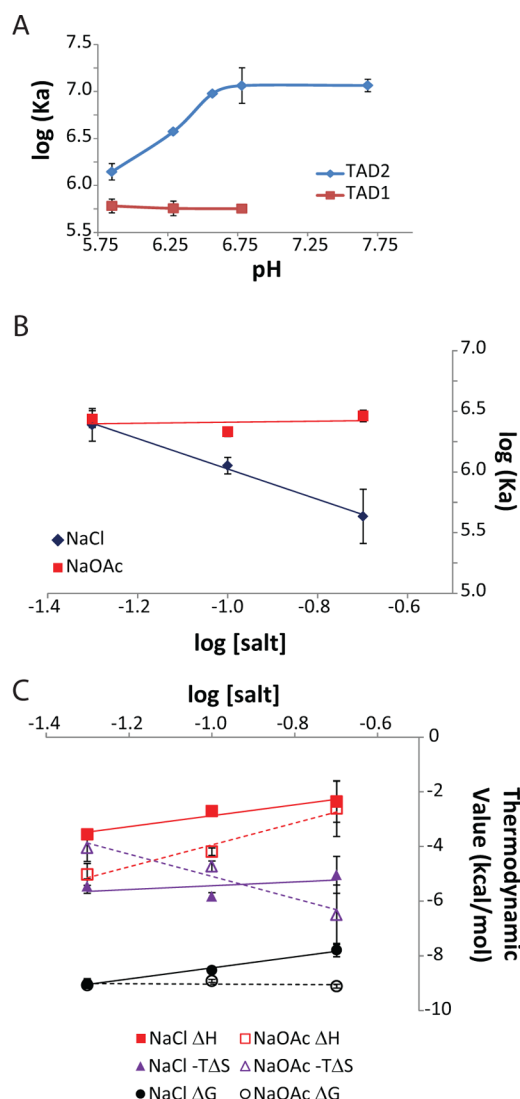 A
7.5
7.0
6.5
6.0
5.5
log (Ka)
5.75
6.25
6.75
7.25
7.75
pH
TAD2
TAD1
B
7.0
6.5
6.0
5.5
5.0
log (Ka)
NaCl
NaOAc
-1.4
-1.2
-1.0
-0.8
-0.6
log [salt]
C
log [salt]
-1.4
-1.2
-1.0
-0.8
-0.6
0
-2
-4
-6
-8
-10
Thermodynamic
Value (kcal/mol)
NaCl ΔH
NaOAc ΔH
NaCl -TΔS
NaOAc -TΔS
NaCl ΔG
NaOAc ΔG